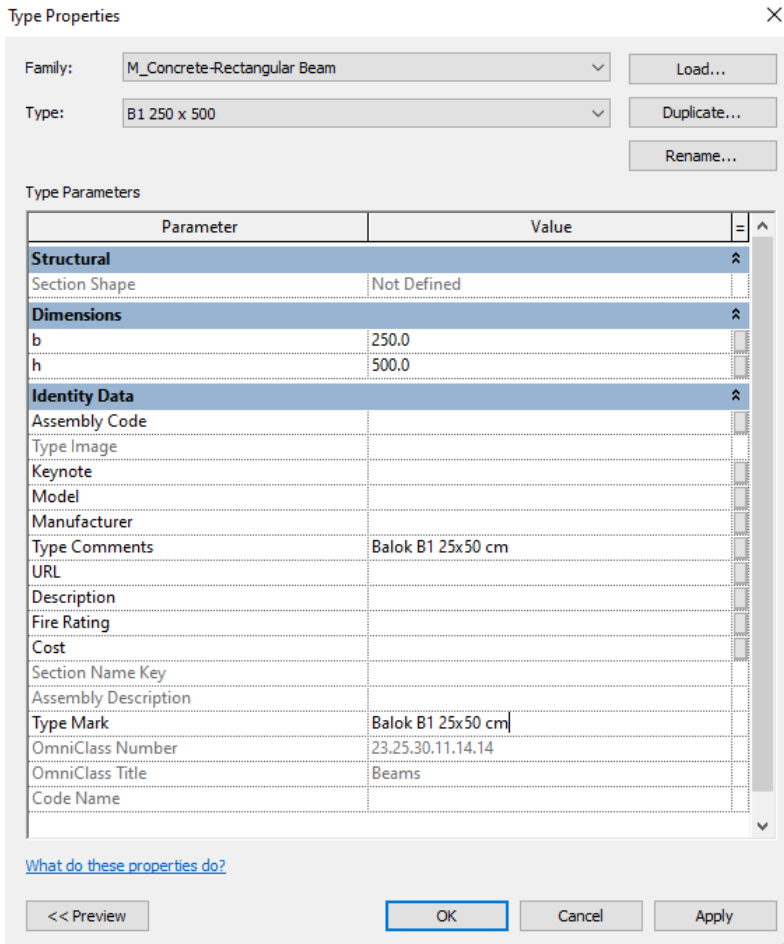 Type Properties
Family: M_Concrete-Rectangular Beam Load...
Type: B1 250 x 500 Duplicate...
Rename...
Type Parameters
Parameter Value =
Structural
Section Shape Not Defined
Dimensions
b 250.0
h 500.0
Identity Data
Assembly Code
Type Image
Keynote
Model
Manufacturer
Type Comments Balok B1 25x50 cm
URL
Description
Fire Rating
Cost
Section Name Key
Assembly Description
Type Mark Balok B1 25x50 cm
OmniClass Number 23.25.30.11.14.14
OmniClass Title Beams
Code Name
What do these properties do?
<< Preview OK Cancel Apply